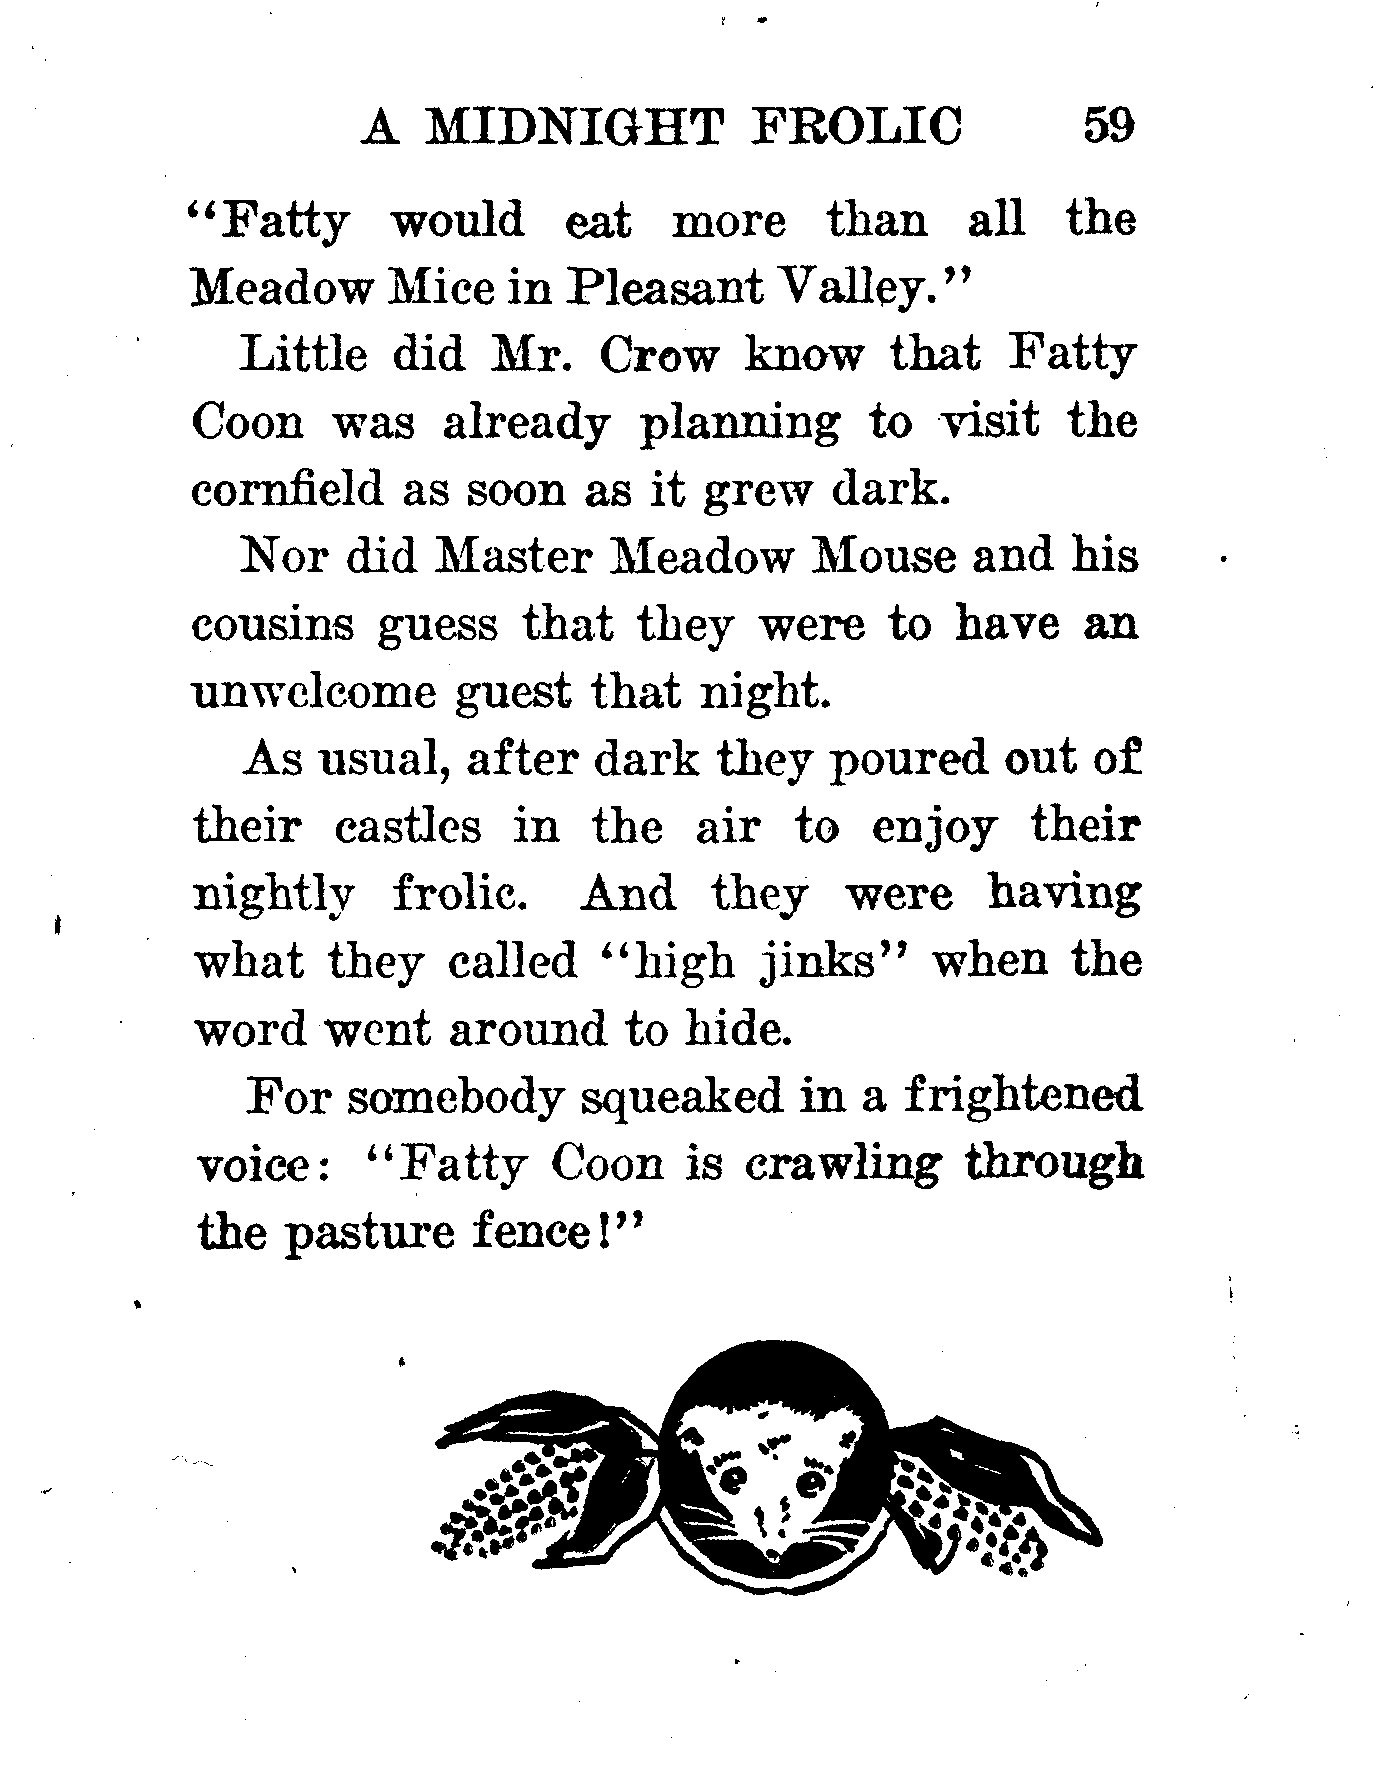 A MIDNIGHT FROLIC 59
"Fatty would eat more than all the
Meadow Mice in Pleasant Valley."
Little did Mr. Crow know that Fatty
Coon was already planning to visit the
cornfield as soon as it grew dark.
Nor did Master Meadow Mouse and his
cousins guess that they were to have an
unwelcome guest that night.
As usual, after dark they poured out of
their castles in the air to enjoy their
nightly frolic. And they were having
what they called "high jinks" when the
word went around to hide.
For somebody squeaked in a frightened
voice: "Fatty Coon is crawling through
the pasture fence!"